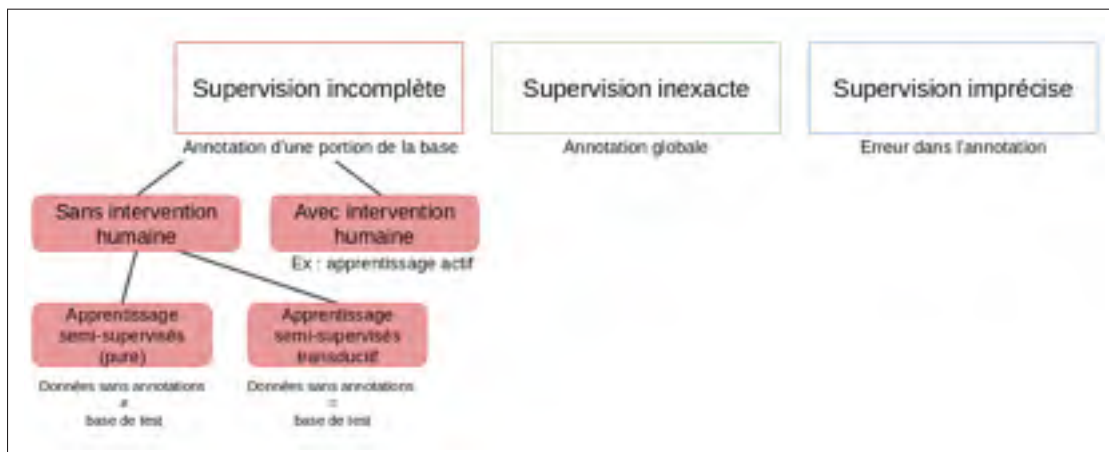 Supervision incomplète
Supervision inexacte
Supervision imprécise
Annotation d'une portion de la base
Annotation globale
Erreur dans l'annotation
Sans intervention
humaine
Avec intervention
humaine
Ex : apprentissage actif
Apprentissage
semi-supervisés
(pure)
Apprentissage
semi-supervisés
transductif
Données sans annotations
≠
base de test
Données sans annotations
=
base de test